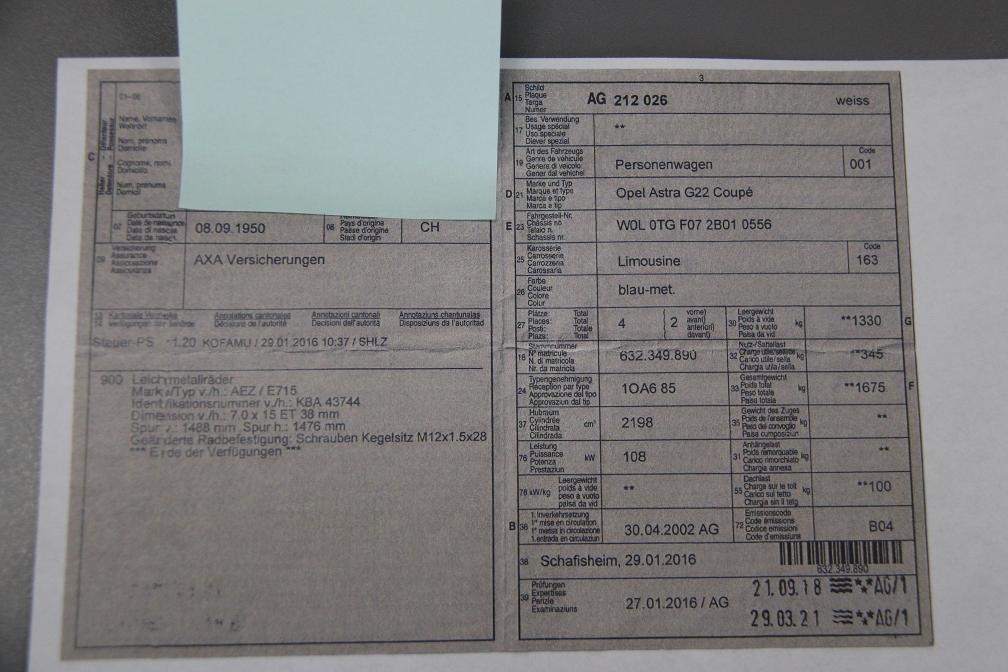 C
Halter
Name, Vornamen
Wohnort
Nom, prénoms
Domicile
Cognome, nomi
Domicilio
Num, prenums
Domicil
02
Geburtsdatum
Date de naissance
Data di nascita
Data da nasch.
08.09.1950
06
Pays d'origine
Paese d'origine
Stadi d'origin
CH
09
Versicherung
Assurance
Assicurazione
Assicuranza
AXA Versicherungen
Annotations cantonales
Décisions de l'autorité
Annotazioni cantonali
Decisioni dell'autorità
Annotaziuns chantunalas
Disposiziuns da l'autoritad
Steuer-PS *1.20 KOFAMU / 29.01.2016 10:37 / SHLZ
900 Leichtmetallräder
Marke/Typ v./h.: AEZ / E715
Identifikationsnummer v./h.: KBA 43744
Dimension v./h.: 7.0 x 15 ET 38 mm
Spur v.: 1488 mm Spur h.: 1476 mm
Geänderte Radbefestigung: Schrauben Kegelsitz M12x1.5x28
*** Ende der Verfügungen ***
3
A 15
Schild
Plaque
Targa
Numer
AG 212 026 weiss
17
Bes. Verwendung
Usage spécial
Uso speciale
Diever spezial
**
19
Art des Fahrzeugs
Genre de véhicule
Genere di veicolo
Gener dal vehichel
Personenwagen
Code
001
D 21
Marke und Typ
Marque et type
Marca e tipo
Marca e tip
Opel Astra G22 Coupé
E 23
Fahrgestell-Nr.
Châssis no
Telaio n.
Schassis nr.
W0L 0TG F07 2B01 0556
25
Karosserie
Carrosserie
Carrozzeria
Carossaria
Limousine
Code
163
26
Farbe
Couleur
Colore
Colur
blau-met.
27
Plätze: Total
Places: Total
Posti: Totale
Plazs: Total
4
2
vorne)
avant)
anteriori)
davant)
30
Leergewicht
Poids à vide
Peso a vuoto
Paisa da vid
kg
**1330
G
18
Stammnummer
N° matricule
N. di matricola
Nr. da matricla
632.349.890
32
Nutz-/Sattellast
Charge utile/sellette
Carico utile/sella
Chargia utila/sella
kg
**345
24
Typengenehmigung
Réception par type
Approvazione del tipo
Approvaziun dal tip
1OA6 85
33
Gesamtgewicht
Poids total
Peso totale
Paisa totala
kg
**1675
F
37
Hubraum
Cylindrée
Cilindrata
Cilindrada
cm³
2198
35
Gewicht des Zuges
Poids de l'ensemble
Peso del convoglio
Paisa cumposiziun
kg
**
76
Leistung
Puissance
Potenza
Prestaziun
kW
108
31
Anhängelast
Poids remorquable
Carico rimorchiato
Chargia annexa
kg
**
78 kW/kg
Leergewicht
poids à vide
peso a vuoto
paisa da vid
**
55
Dachlast
Charge sur le toit
Carico sul tetto
Chargia sin il tetg
kg
**100
B 36
1. Inverkehrsetzung
1re mise en circulation
1a messa in circolazione
1. entrada en circulaziun
30.04.2002 AG
72
Emissionscode
Code émissions
Codice emissioni
Code d'emissiuns
B04
38
Schafisheim, 29.01.2016
632.349.890
39
Prüfungen
Expertises
Perizie
Examinaziuns
27.01.2016 / AG
21.09.18 **AG/1
29.03.21 **AG/1